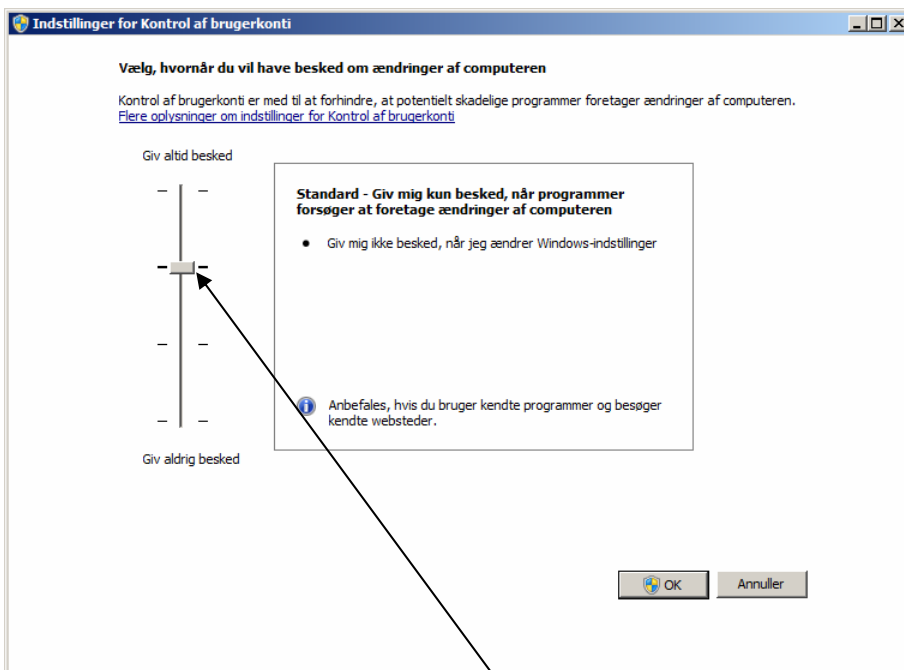 Indstillinger for Kontrol af brugerkonti
Vælg, hvornår du vil have besked om ændringer af computeren
Kontrol af brugerkonti er med til at forhindre, at potentielt skadelige programmer foretager ændringer af computeren.
Flere oplysninger om indstillinger for Kontrol af brugerkonti
Giv altid besked
Standard - Giv mig kun besked, når programmer
forsøger at foretage ændringer af computeren
Giv mig ikke besked, når jeg ændrer Windows-indstillinger
Anbefales, hvis du bruger kendte programmer og besøger
kendte websteder.
Giv aldrig besked
OK
Annuller